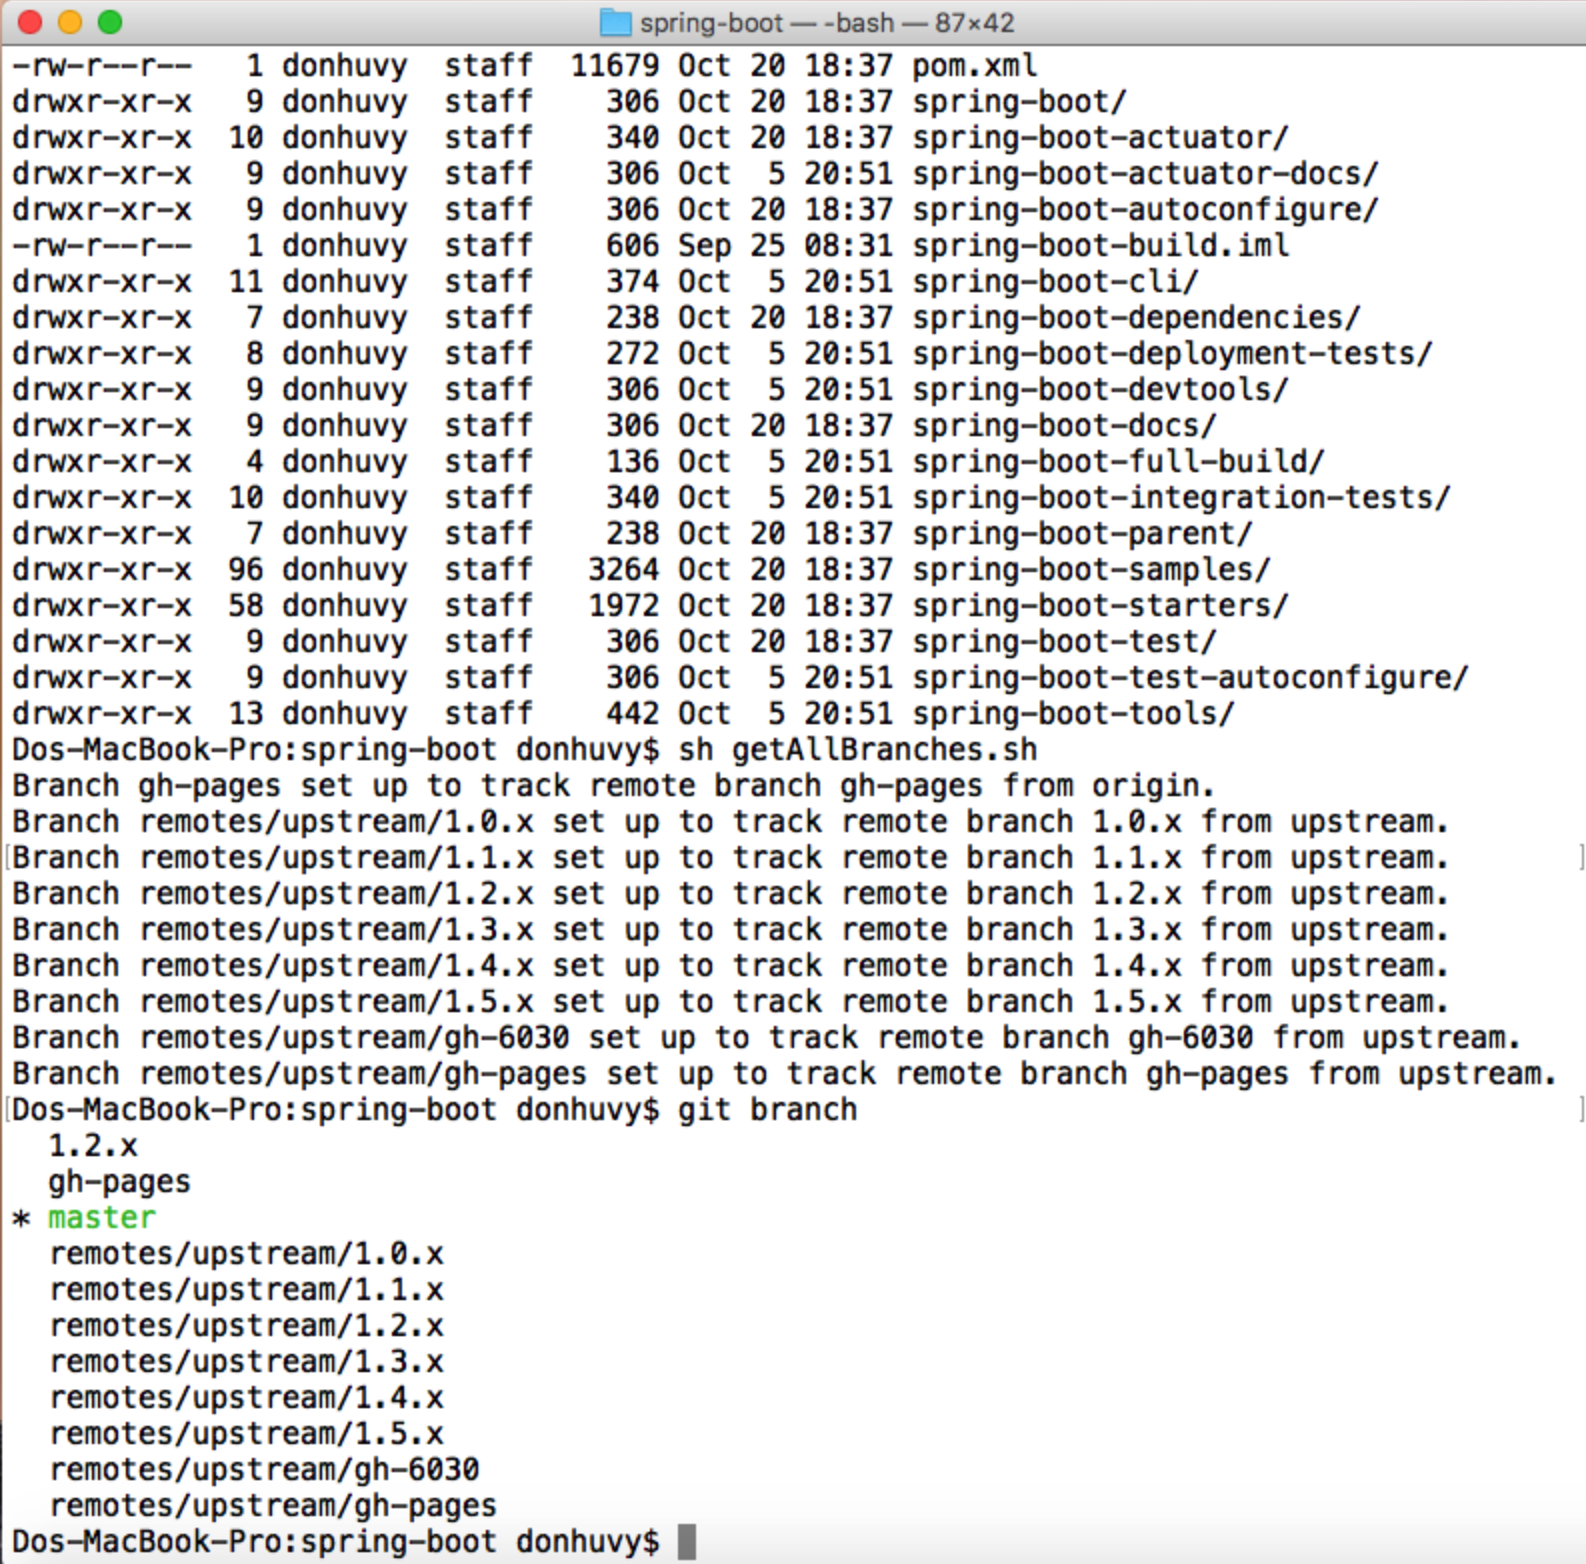 spring-boot — -bash — 87×42
-rw-r--r--   1 donhuvy  staff  11679 Oct 20 18:37 pom.xml
drwxr-xr-x   9 donhuvy  staff    306 Oct 20 18:37 spring-boot/
drwxr-xr-x  10 donhuvy  staff    340 Oct 20 18:37 spring-boot-actuator/
drwxr-xr-x   9 donhuvy  staff    306 Oct  5 20:51 spring-boot-actuator-docs/
drwxr-xr-x   9 donhuvy  staff    306 Oct 20 18:37 spring-boot-autoconfigure/
-rw-r--r--   1 donhuvy  staff    606 Sep 25 08:31 spring-boot-build.iml
drwxr-xr-x  11 donhuvy  staff    374 Oct  5 20:51 spring-boot-cli/
drwxr-xr-x   7 donhuvy  staff    238 Oct 20 18:37 spring-boot-dependencies/
drwxr-xr-x   8 donhuvy  staff    272 Oct  5 20:51 spring-boot-deployment-tests/
drwxr-xr-x   9 donhuvy  staff    306 Oct  5 20:51 spring-boot-devtools/
drwxr-xr-x   9 donhuvy  staff    306 Oct 20 18:37 spring-boot-docs/
drwxr-xr-x   4 donhuvy  staff    136 Oct  5 20:51 spring-boot-full-build/
drwxr-xr-x  10 donhuvy  staff    340 Oct  5 20:51 spring-boot-integration-tests/
drwxr-xr-x   7 donhuvy  staff    238 Oct 20 18:37 spring-boot-parent/
drwxr-xr-x  96 donhuvy  staff   3264 Oct 20 18:37 spring-boot-samples/
drwxr-xr-x  58 donhuvy  staff   1972 Oct 20 18:37 spring-boot-starters/
drwxr-xr-x   9 donhuvy  staff    306 Oct 20 18:37 spring-boot-test/
drwxr-xr-x   9 donhuvy  staff    306 Oct  5 20:51 spring-boot-test-autoconfigure/
drwxr-xr-x  13 donhuvy  staff    442 Oct  5 20:51 spring-boot-tools/
Dos-MacBook-Pro:spring-boot donhuvy$ sh getAllBranches.sh
Branch gh-pages set up to track remote branch gh-pages from origin.
Branch remotes/upstream/1.0.x set up to track remote branch 1.0.x from upstream.
[Branch remotes/upstream/1.1.x set up to track remote branch 1.1.x from upstream. ]
Branch remotes/upstream/1.2.x set up to track remote branch 1.2.x from upstream.
Branch remotes/upstream/1.3.x set up to track remote branch 1.3.x from upstream.
Branch remotes/upstream/1.4.x set up to track remote branch 1.4.x from upstream.
Branch remotes/upstream/1.5.x set up to track remote branch 1.5.x from upstream.
Branch remotes/upstream/gh-6030 set up to track remote branch gh-6030 from upstream.
Branch remotes/upstream/gh-pages set up to track remote branch gh-pages from upstream.
[Dos-MacBook-Pro:spring-boot donhuvy$ git branch ]
  1.2.x
  gh-pages
* master
  remotes/upstream/1.0.x
  remotes/upstream/1.1.x
  remotes/upstream/1.2.x
  remotes/upstream/1.3.x
  remotes/upstream/1.4.x
  remotes/upstream/1.5.x
  remotes/upstream/gh-6030
  remotes/upstream/gh-pages
Dos-MacBook-Pro:spring-boot donhuvy$